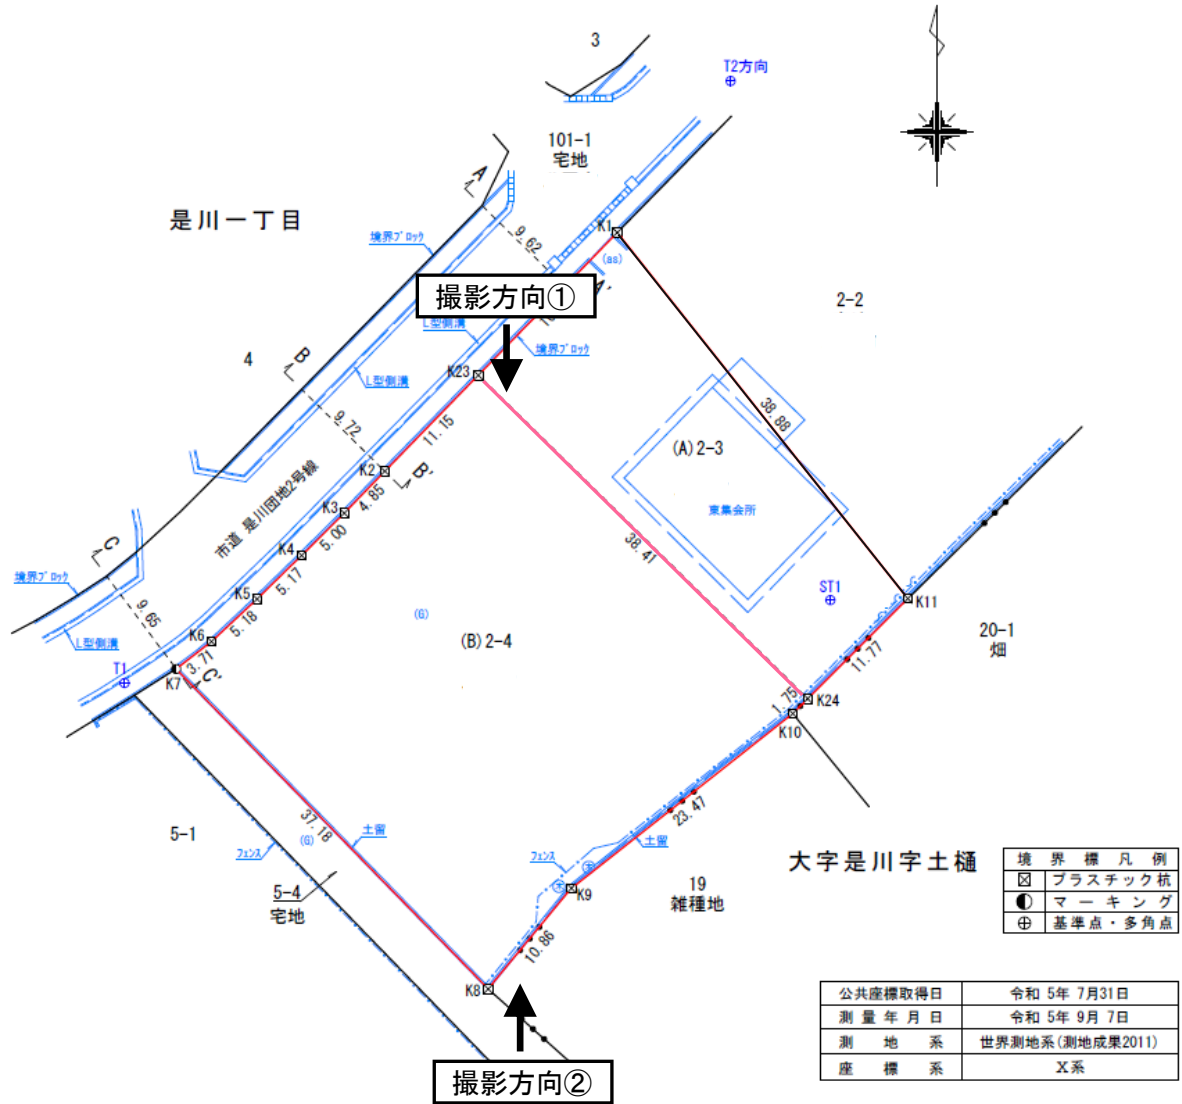 3
T2方向
101-1
宅地
是川一丁目
A
境界ブロック
9.62
K1
(as)
A'
撮影方向①
2-2
L型側溝
境界ブロック
4
B
L型側溝
K23
9.72
38.88
11.15
(A)2-3
市道 是川団地2号線
K2
B'
4.85
K3
東集会所
C
5.00
K4
38.41
境界ブロック
5.17
K5
ST1
K11
9.65
5.18
(G)
20-1
畑
L型側溝
K6
(B)2-4
11.77
T1
3.71
K7
C'
1.75
K24
K10
37.18
23.47
5-1
土留
(G)
フェンス
フェンス
土留
大字是川字土樋
5-4
宅地
木
木
K9
19
雑種地
境界標凡例
プラスチック杭
マーキング
基準点・多角点
10.86
K8
公共座標取得日 令和 5年 7月31日
測量年月日 令和 5年 9月 7日
測地系 世界測地系(測地成果2011)
座標系 X系
撮影方向②